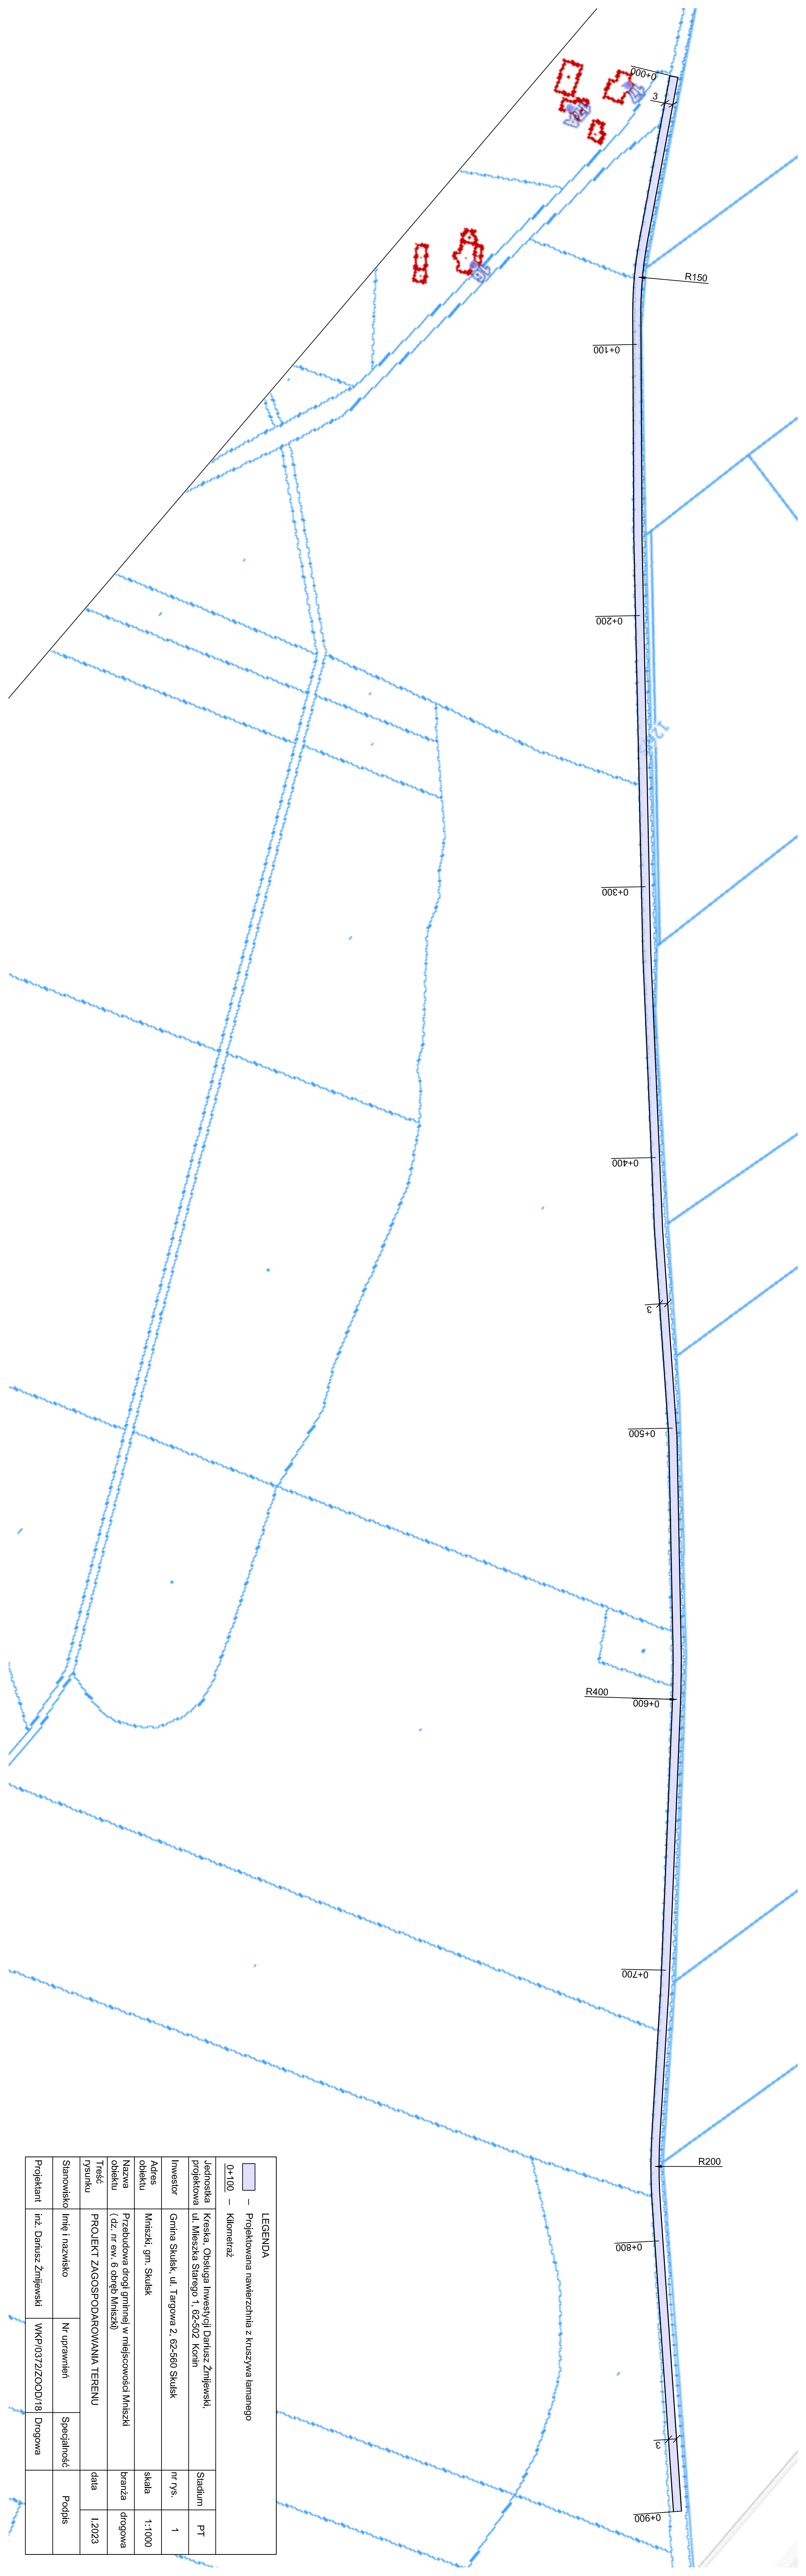 0+000
3
R150
0+100
0+200
0+300
0+400
3
0+500
R400
0+600
0+700
R200
0+800
3
0+900
LEGENDA
– Projektowana nawierzchnia z kruszywa łamanego
0+100 – Kilometraż
Jednostka projektowa
Kreska, Obsługa Inwestycji Dariusz Żmijewski,
ul. Mieszka Starego 1, 62-502 Konin
Stadium PT
Inwestor Gmina Skulsk, ul. Targowa 2, 62-560 Skulsk nr rys. 1
Adres obiektu
Mniszki, gm. Skulsk skala 1:1000
Nazwa obiektu
Przebudowa drogi gminnej w miejscowości Mniszki
(dz. nr ew. 6 obręb Mniszki)
branża drogowa
Treść rysunku
PROJEKT ZAGOSPODAROWANIA TERENU data I.2023
Stanowisko Imię i nazwisko Nr uprawnień Specjalność Podpis
Projektant inż. Dariusz Żmijewski WKP/0372/ZOOD/18 Drogowa